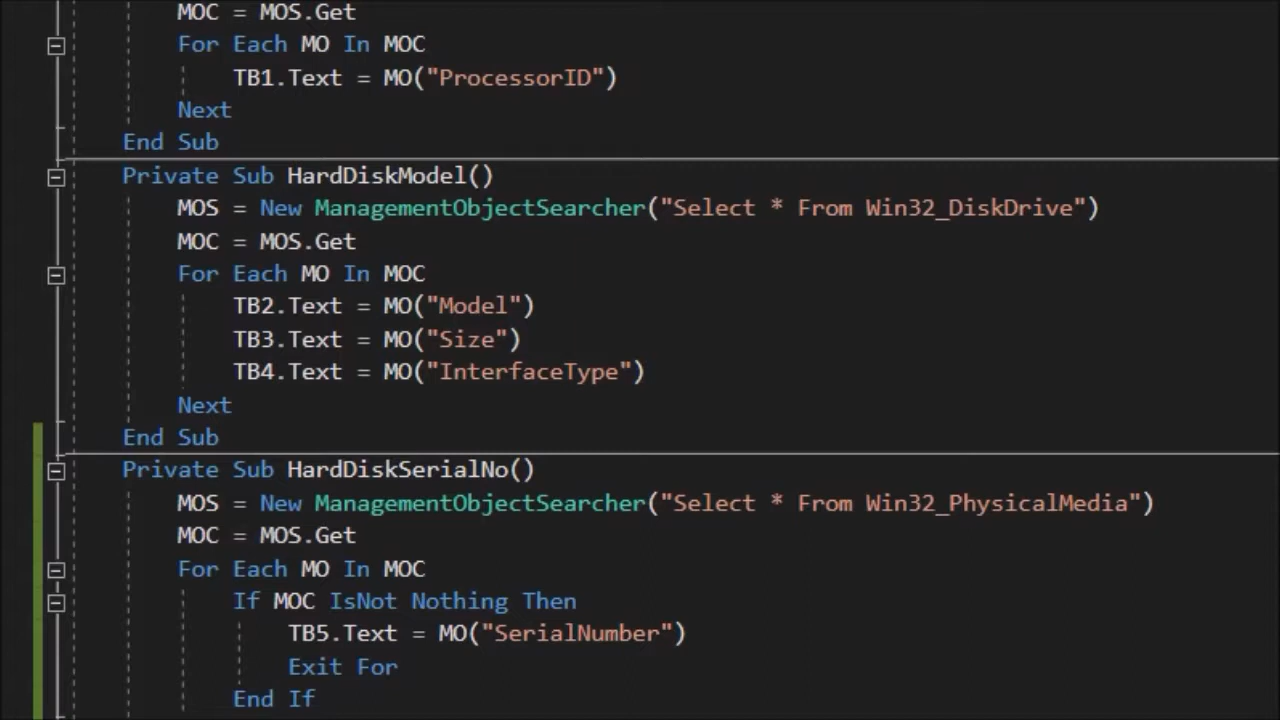 MOC = MOS.Get
For Each MO In MOC
TB1.Text = MO("ProcessorID")
Next
End Sub
Private Sub HardDiskModel()
MOS = New ManagementObjectSearcher("Select * From Win32_DiskDrive")
MOC = MOS.Get
For Each MO In MOC
TB2.Text = MO("Model")
TB3.Text = MO("Size")
TB4.Text = MO("InterfaceType")
Next
End Sub
Private Sub HardDiskSerialNo()
MOS = New ManagementObjectSearcher("Select * From Win32_PhysicalMedia")
MOC = MOS.Get
For Each MO In MOC
If MOC IsNot Nothing Then
TB5.Text = MO("SerialNumber")
Exit For
End If